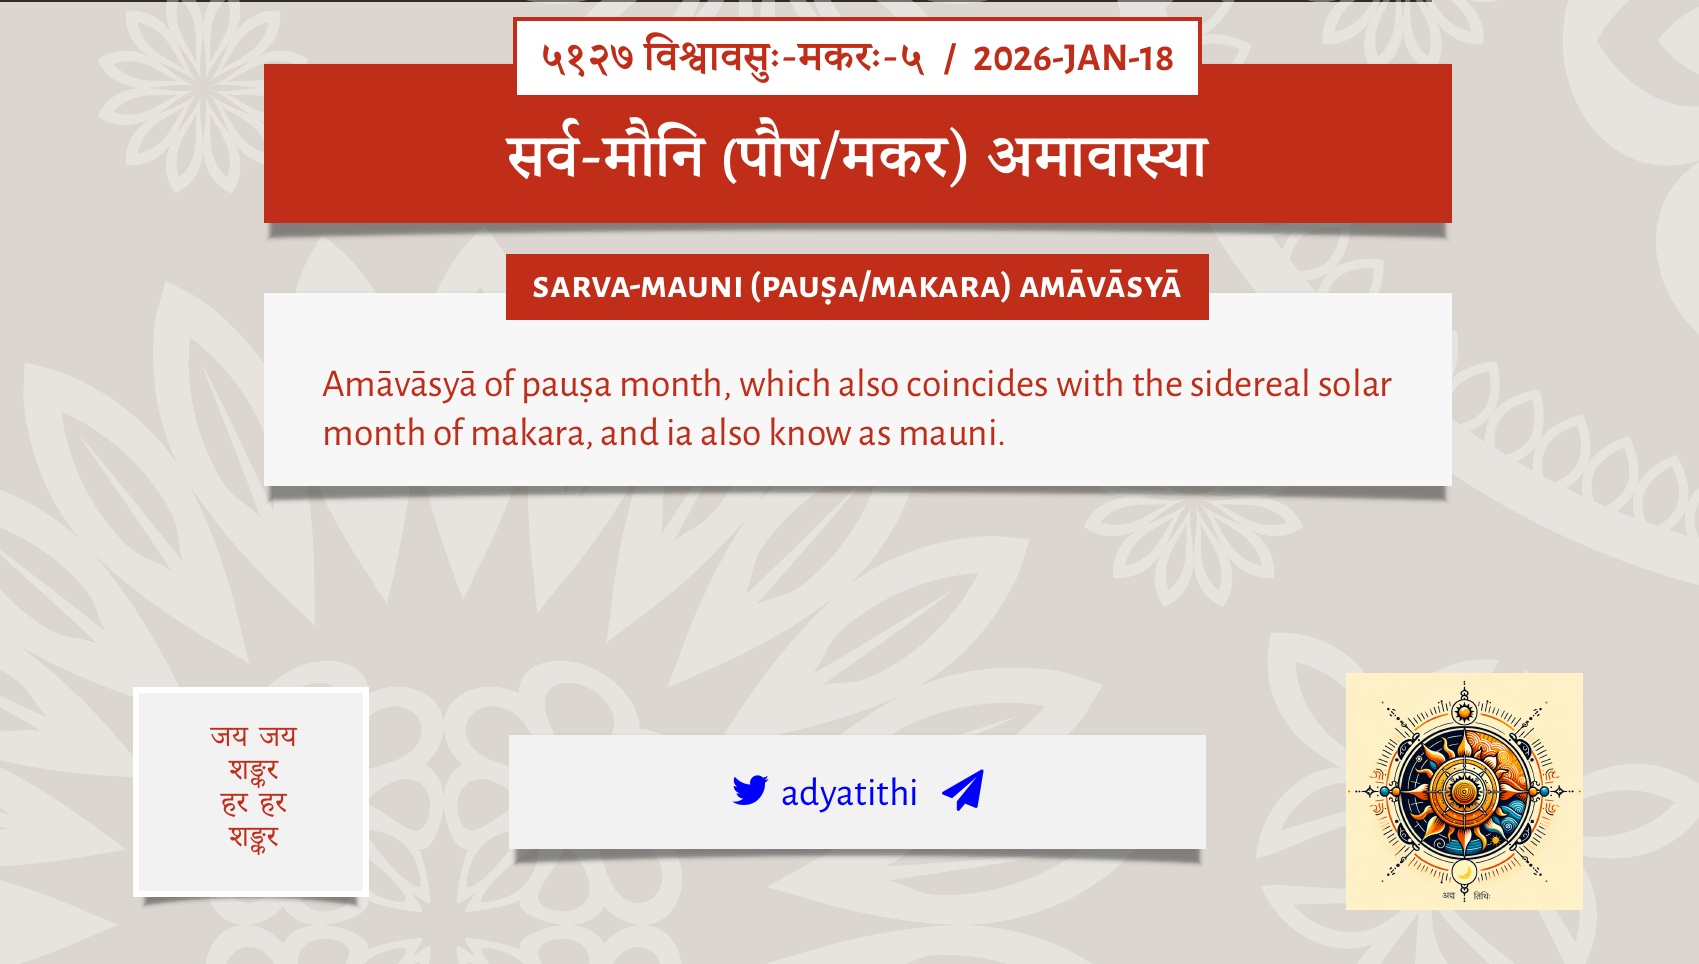 ५१२७ विश्वावसुः-मकरः-५ / 2026-JAN-18
सर्व-मौनि (पौष/मकर) अमावास्या
SARVA-MAUNI (PAUṢA/MAKARA) AMĀVĀSYĀ
Amāvāsyā of pauṣa month, which also coincides with the sidereal solar
month of makara, and ia also know as mauni.
जय जय
शङ्कर
हर हर
शङ्कर
adyatithi
अद्य तिथिः